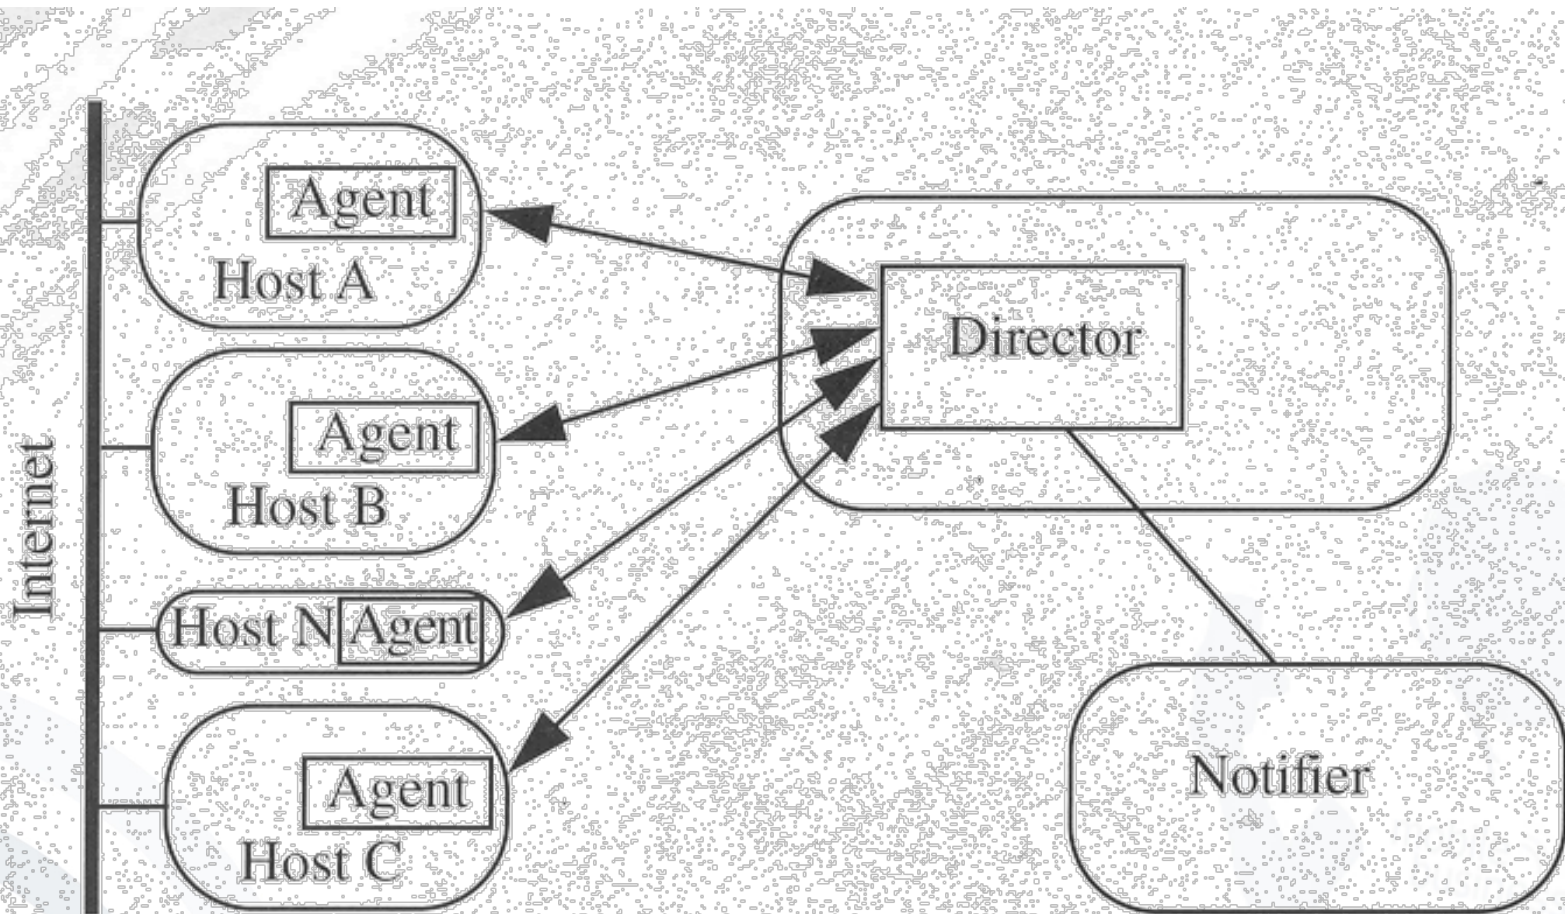 Internet
Agent
Host A
Agent
Host B
Host N Agent
Agent
Host C
Director
Notifier